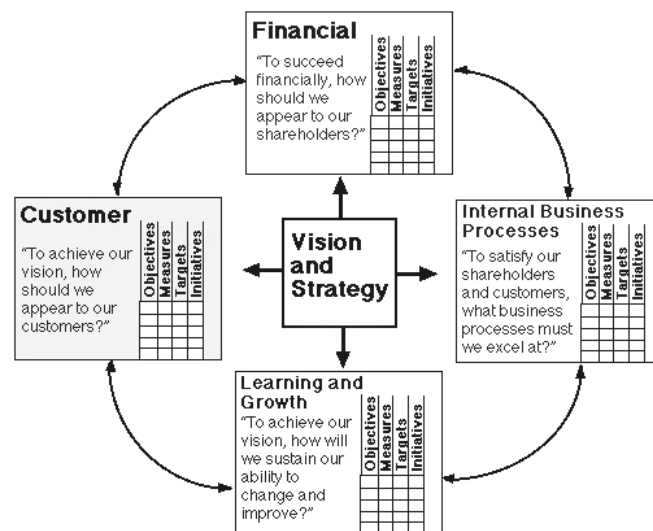 Financial
"To succeed
financially, how
should we
appear to our
shareholders?"
Objectives
Measures
Targets
Initiatives
Customer
"To achieve our
vision, how
should we
appear to our
customers?"
Objectives
Measures
Targets
Initiatives
Vision
and
Strategy
Internal Business
Processes
"To satisfy our
shareholders
and customers,
what business
processes must
we excel at?"
Objectives
Measures
Targets
Initiatives
Learning and
Growth
"To achieve our
vision, how will
we sustain our
ability to
change and
improve?"
Objectives
Measures
Targets
Initiatives